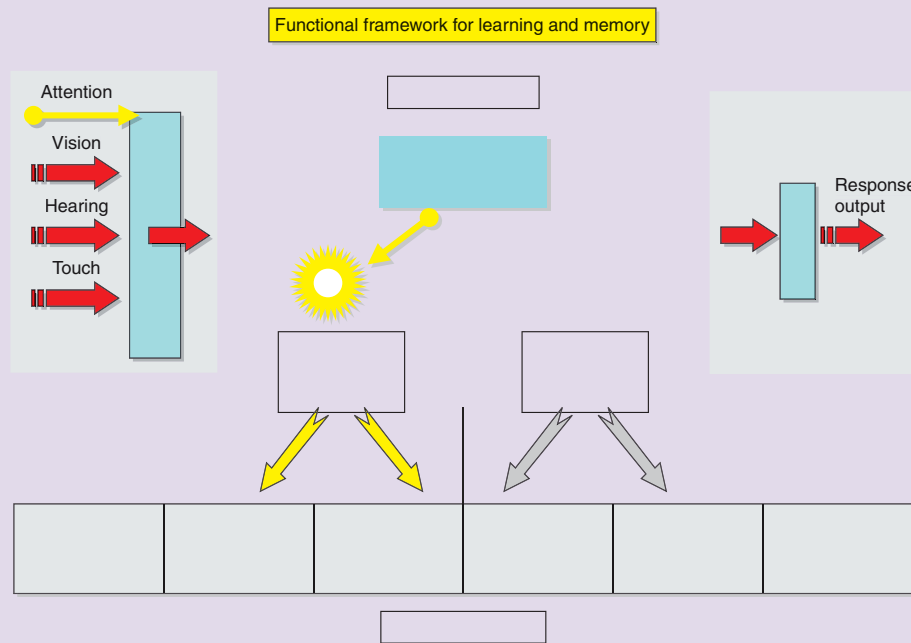 Functional framework for learning and memory
Attention
Vision
Hearing
Touch
Response
output